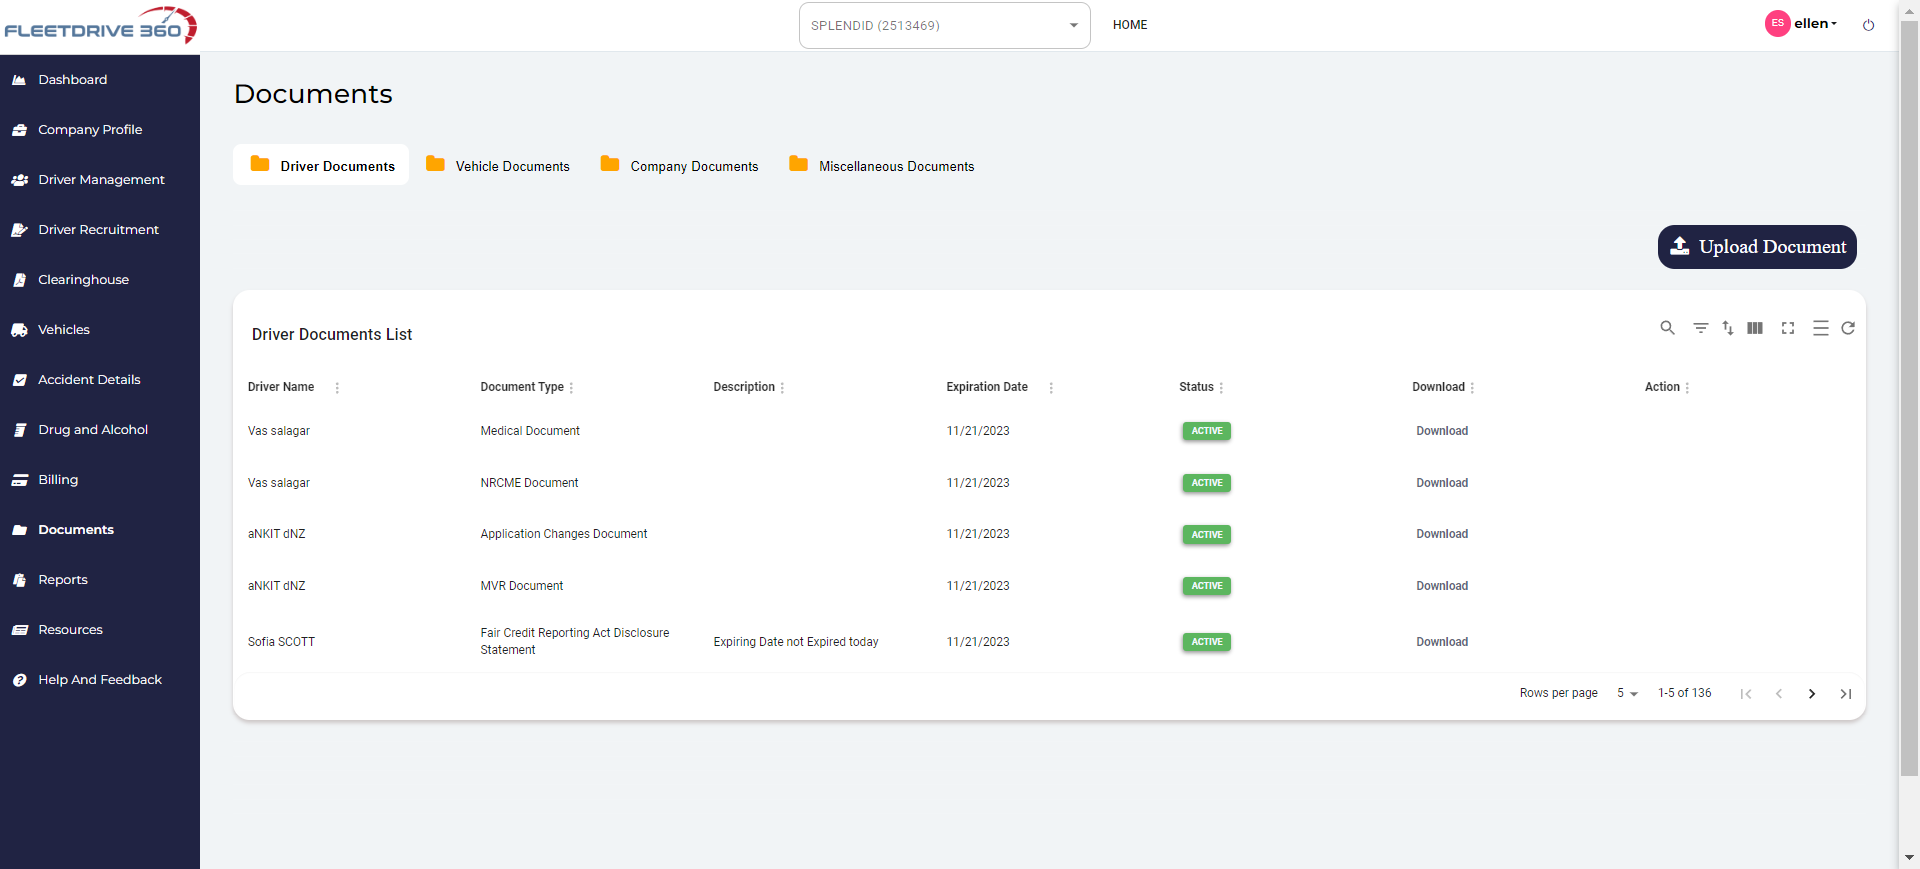 FLEETDRIVE 360
SPLENDID (2513469)
HOME
ES
ellen
Dashboard
Company Profile
Driver Management
Driver Recruitment
Clearinghouse
Vehicles
Accident Details
Drug and Alcohol
Billing
Documents
Reports
Resources
Help And Feedback
Documents
Driver Documents
Vehicle Documents
Company Documents
Miscellaneous Documents
Upload Document
Driver Documents List
Driver Name Document Type Description Expiration Date Status Download Action
Vas salagar Medical Document 11/21/2023 ACTIVE Download
Vas salagar NRCME Document 11/21/2023 ACTIVE Download
aNKIT dNZ Application Changes Document 11/21/2023 ACTIVE Download
aNKIT dNZ MVR Document 11/21/2023 ACTIVE Download
Sofia SCOTT Fair Credit Reporting Act Disclosure Statement Expiring Date not Expired today 11/21/2023 ACTIVE Download
Rows per page 5 1-5 of 136